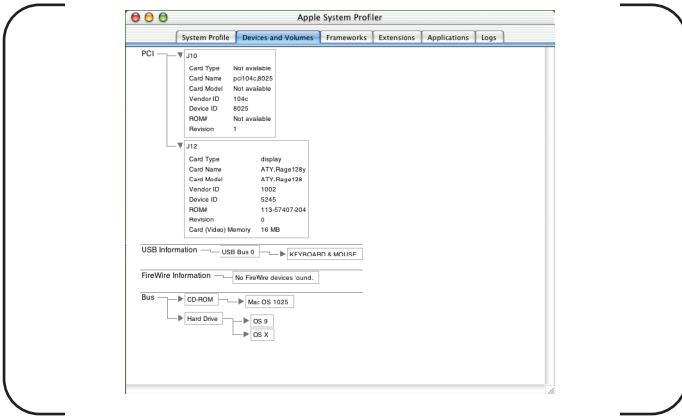 Apple System Profiler
System Profile Devices and Volumes Frameworks Extensions Applications Logs
PCI
J10
Card Type Not available
Card Name pci104c,8025
Card Model Not available
Vendor ID 104c
Device ID 8025
ROM# Not available
Revision 1
J12
Card Type display
Card Name ATY,Rage128y
Card Model ATY,Rage128
Vendor ID 1002
Device ID 5245
ROM# 113-57407-204
Revision 0
Card (Video) Memory 16 MB
USB Information USB Bus 0 KEYBOARD & MOUSE
FireWire Information No FireWire devices found.
Bus CD-ROM Mac OS 1025
Hard Drive OS 9
OS X